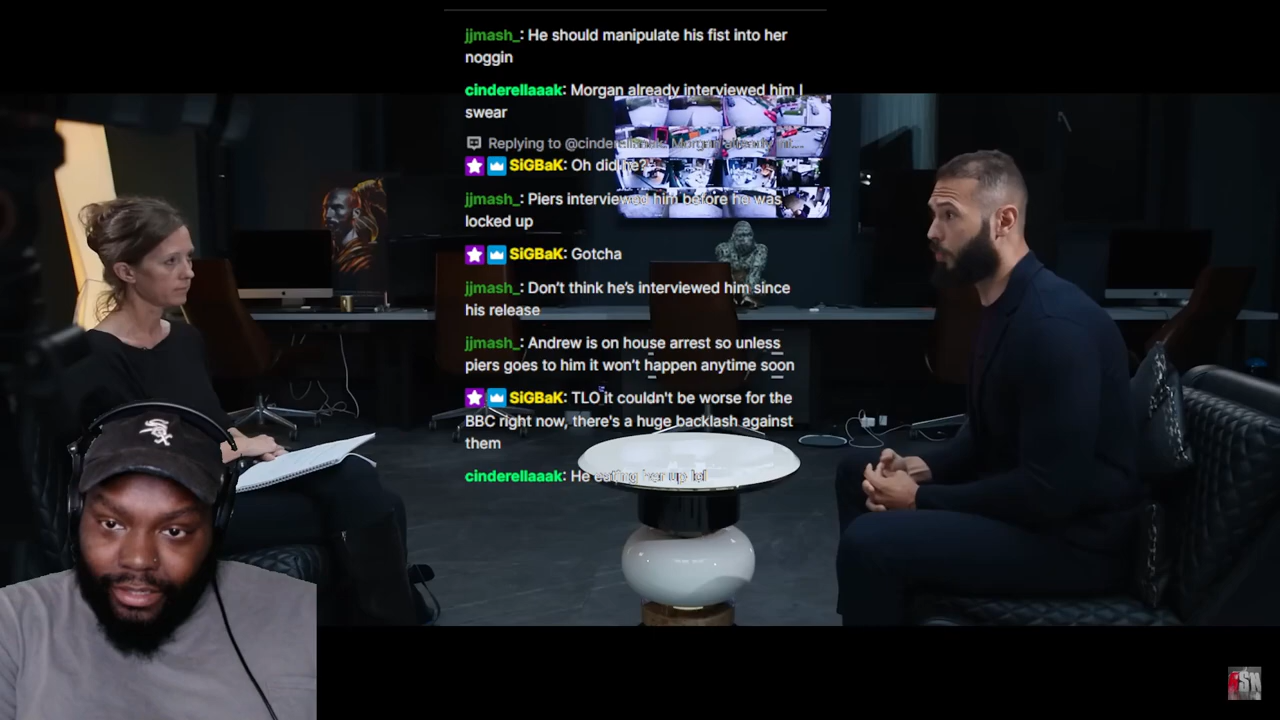 jjmash_: He should manipulate his fist into her
noggin
cinderellaaak: Morgan already interviewed him I
swear
Replying to @cinderellaaak: Morgan already int...
SiGBaK: Oh did he?
jjmash_: Piers interviewed him before he was
locked up
SiGBaK: Gotcha
jjmash_: Don't think he's interviewed him since
his release
jjmash_: Andrew is on house arrest so unless
piers goes to him it won't happen anytime soon
SiGBaK: TLO it couldn't be worse for the
BBC right now, there's a huge backlash against
them
cinderellaaak: He eating her up lol